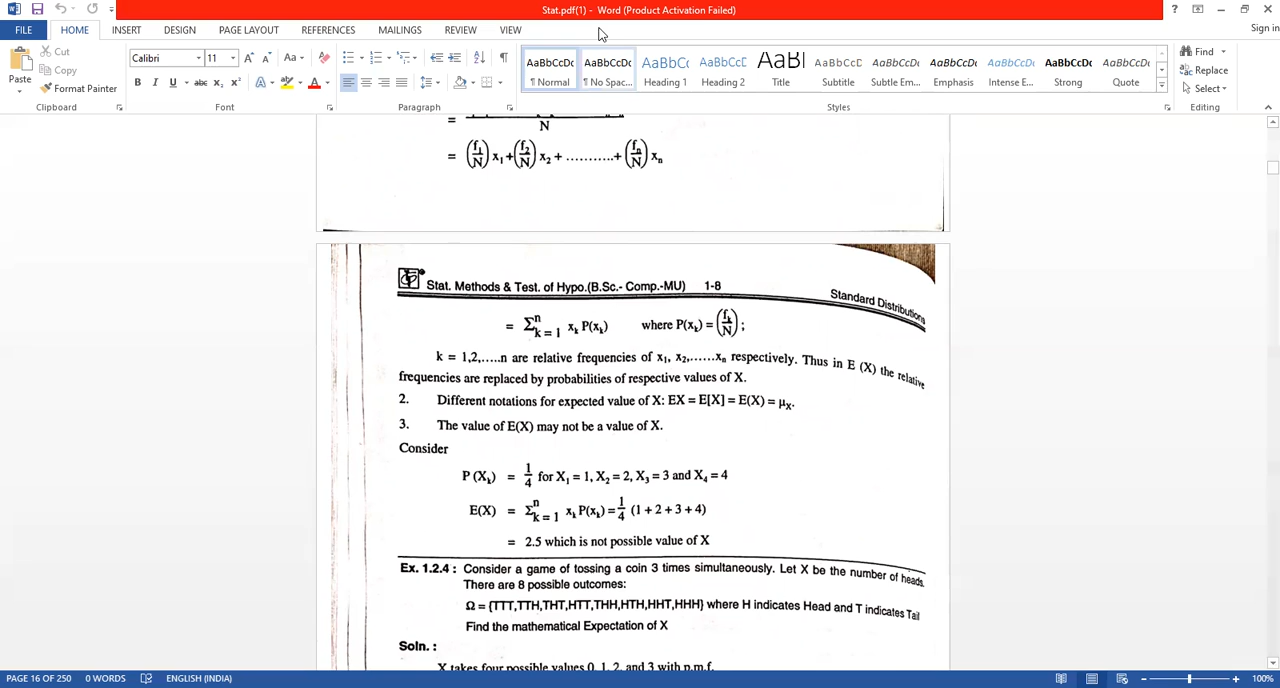 Stat.pdf(1) - Word (Product Activation Failed)
Sign in
FILE HOME INSERT DESIGN PAGE LAYOUT REFERENCES MAILINGS REVIEW VIEW
Paste
Cut
Copy
Format Painter
Clipboard
Calibri 11
Font
Paragraph
AaBbCcDc AaBbCcDc AaBbCc AaBbCcC AaBl AaBbCcC AaBbCcDc AaBbCcDc AaBbCcDc AaBbCcDc AaBbCcDc
¶ Normal ¶ No Spac... Heading 1 Heading 2 Title Subtitle Subtle Em... Emphasis Intense E... Strong Quote
Styles
Find
Replace
Select
Editing
= N
= (f₁/N) x₁ + (f₂/N) x₂ + ........... + (fₙ/N) xₙ
Stat. Methods & Test. of Hypo.(B.Sc.- Comp.-MU) 1-8 Standard Distributions
= Σⁿₖ₌₁ xₖ P(xₖ) where P(xₖ) = (fₖ/N) ;
k = 1,2,.....n are relative frequencies of x₁, x₂,......xₙ respectively. Thus in E (X) the relative
frequencies are replaced by probabilities of respective values of X.
2. Different notations for expected value of X: EX = E[X] = E(X) = μₓ.
3. The value of E(X) may not be a value of X.
Consider
P (Xₖ) = 1/4 for X₁ = 1, X₂ = 2, X₃ = 3 and X₄ = 4
E(X) = Σⁿₖ₌₁ xₖ P(xₖ) = 1/4 (1 + 2 + 3 + 4)
= 2.5 which is not possible value of X
Ex. 1.2.4 : Consider a game of tossing a coin 3 times simultaneously. Let X be the number of heads.
There are 8 possible outcomes:
Ω = {TTT,TTH,THT,HTT,THH,HTH,HHT,HHH} where H indicates Head and T indicates Tail
Find the mathematical Expectation of X
Soln. :
X takes four possible values 0, 1, 2, and 3 with p.m.f.
PAGE 16 OF 250 0 WORDS ENGLISH (INDIA) 100%